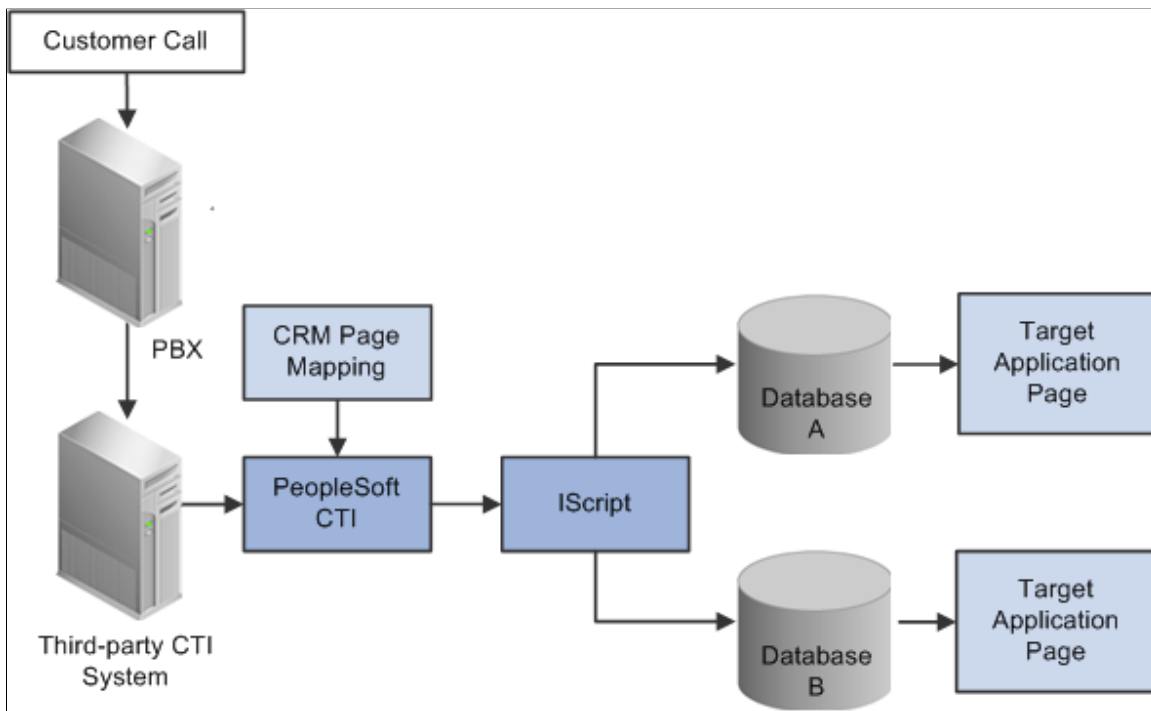 Customer Call
PBX
CRM Page
Mapping
Third-party CTI
System
PeopleSoft
CTI
IScript
Database
A
Target
Application
Page
Database
B
Target
Application
Page